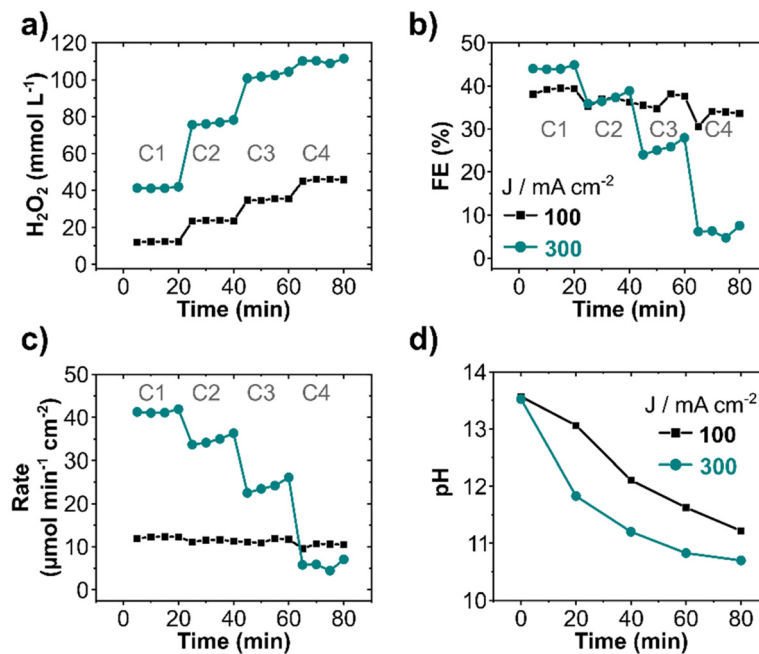 a)
120
100
80
60
40
20
0
H₂O₂ (mmol L⁻¹)
C1 C2 C3 C4
0 20 40 60 80
Time (min)
b)
50
40
30
20
10
0
FE (%)
C1 C2 C3 C4
J / mA cm⁻²
100
300
0 20 40 60 80
Time (min)
c)
50
40
30
20
10
0
Rate
(µmol min⁻¹ cm⁻²)
C1 C2 C3 C4
0 20 40 60 80
Time (min)
d)
14
13
12
11
10
pH
J / mA cm⁻²
100
300
0 20 40 60 80
Time (min)